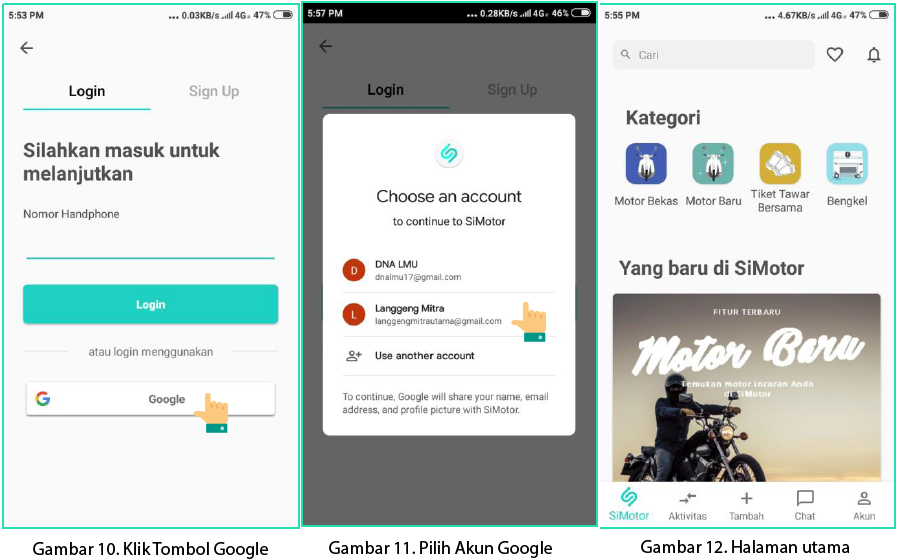 5:53 PM
... 0.03KB/s 4G 47%
Login
Sign Up
Silahkan masuk untuk
melanjutkan
Nomor Handphone
Login
atau login menggunakan
Google
Gambar 10. Klik Tombol Google
5:57 PM
... 0.28KB/s 4G 46%
Login
Sign Up
Choose an account
to continue to SiMotor
D
DNA LMU
dnalmu17@gmail.com
L
Langgeng Mitra
langgengmitrautama@gmail.com
Use another account
To continue, Google will share your name, email
address, and profile picture with SiMotor.
Gambar 11. Pilih Akun Google
5:55 PM
... 4.67KB/s 4G 47%
Cari
Kategori
Motor Bekas
Motor Baru
Tiket Tawar
Bersama
Bengkel
Yang baru di SiMotor
FITUR TERBARU
Motor Baru
Temukan motor incaran Anda
di SiMotor
SiMotor
Aktivitas
Tambah
Chat
Akun
Gambar 12. Halaman utama